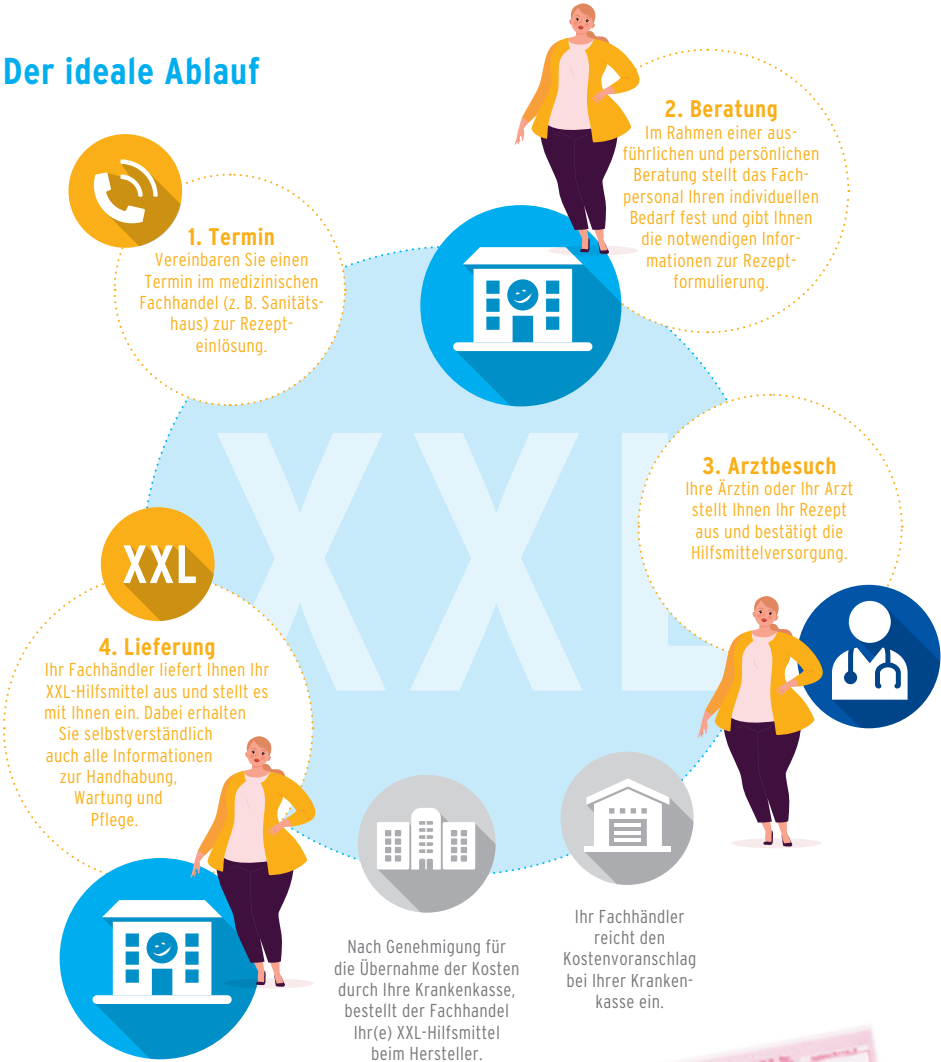 Der ideale Ablauf
1. Termin
Vereinbaren Sie einen
Termin im medizinischen
Fachhandel (z. B. Sanitäts-
haus) zur Rezept-
einlösung.
2. Beratung
Im Rahmen einer aus-
führlichen und persönlichen
Beratung stellt das Fach-
personal Ihren individuellen
Bedarf fest und gibt Ihnen
die notwendigen Infor-
mationen zur Rezept-
formulierung.
XXL
3. Arztbesuch
Ihre Ärztin oder Ihr Arzt
stellt Ihnen Ihr Rezept
aus und bestätigt die
Hilfsmittelversorgung.
Ihr Fachhändler
reicht den
Kostenvoranschlag
bei Ihrer Kranken-
kasse ein.
Nach Genehmigung für
die Übernahme der Kosten
durch Ihre Krankenkasse,
bestellt der Fachhandel
Ihr(e) XXL-Hilfsmittel
beim Hersteller.
XXL
4. Lieferung
Ihr Fachhändler liefert Ihnen Ihr
XXL-Hilfsmittel aus und stellt es
mit Ihnen ein. Dabei erhalten
Sie selbstverständlich
auch alle Informationen
zur Handhabung,
Wartung und
Pflege.